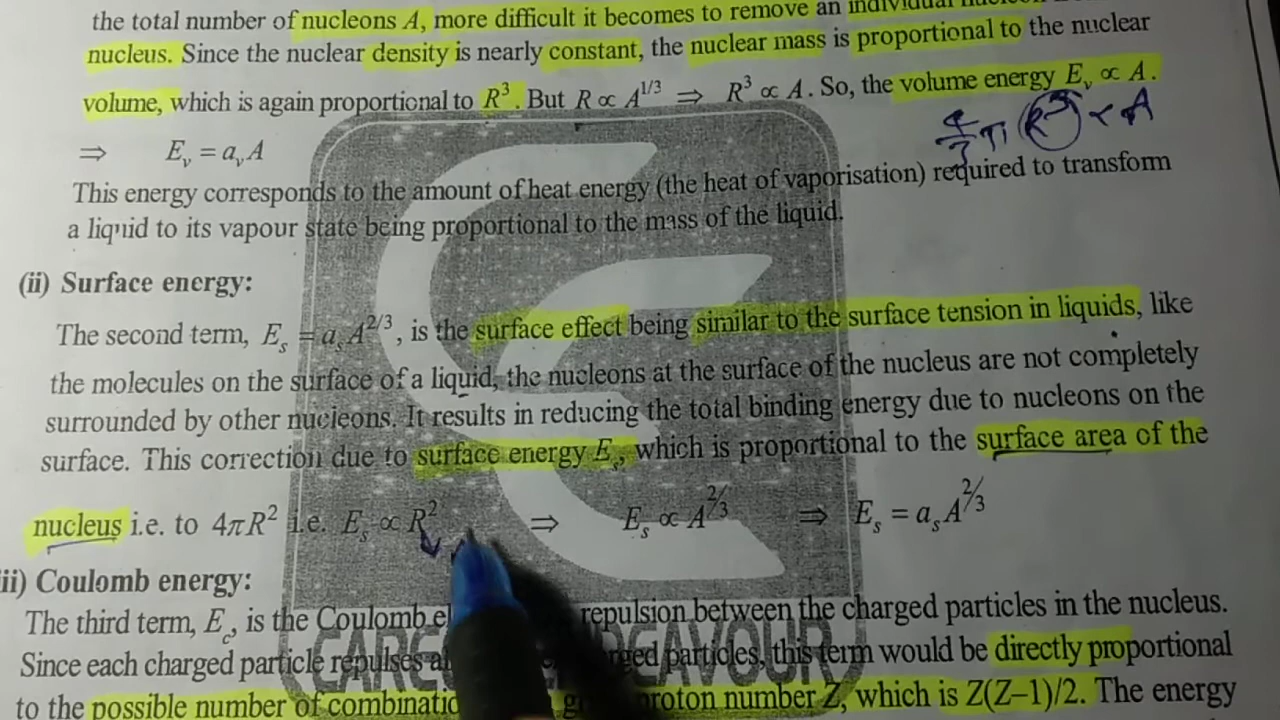 the total number of nucleons A, more difficult it becomes to remove an individual
nucleus. Since the nuclear density is nearly constant, the nuclear mass is proportional to the nuclear
volume, which is again proportional to R³. But R ∝ A^1/3 ⇒ R³ ∝ A. So, the volume energy E_v ∝ A.
⇒ E_v = a_v A
This energy corresponds to the amount of heat energy (the heat of vaporisation) required to transform
a liquid to its vapour state being proportional to the mass of the liquid.
(ii) Surface energy:
The second term, E_s = a_s A^2/3, is the surface effect being similar to the surface tension in liquids, like
the molecules on the surface of a liquid, the nucleons at the surface of the nucleus are not completely
surrounded by other nucleons. It results in reducing the total binding energy due to nucleons on the
surface. This correction due to surface energy E_s, which is proportional to the surface area of the
nucleus i.e. to 4πR² i.e. E_s ∝ R² ⇒ E_s ∝ A^2/3 ⇒ E_s = a_s A^2/3
ii) Coulomb energy:
The third term, E_c, is the Coulomb repulsion between the charged particles in the nucleus.
Since each charged particle repulses particles, this term would be directly proportional
to the possible number of proton number Z, which is Z(Z–1)/2. The energy